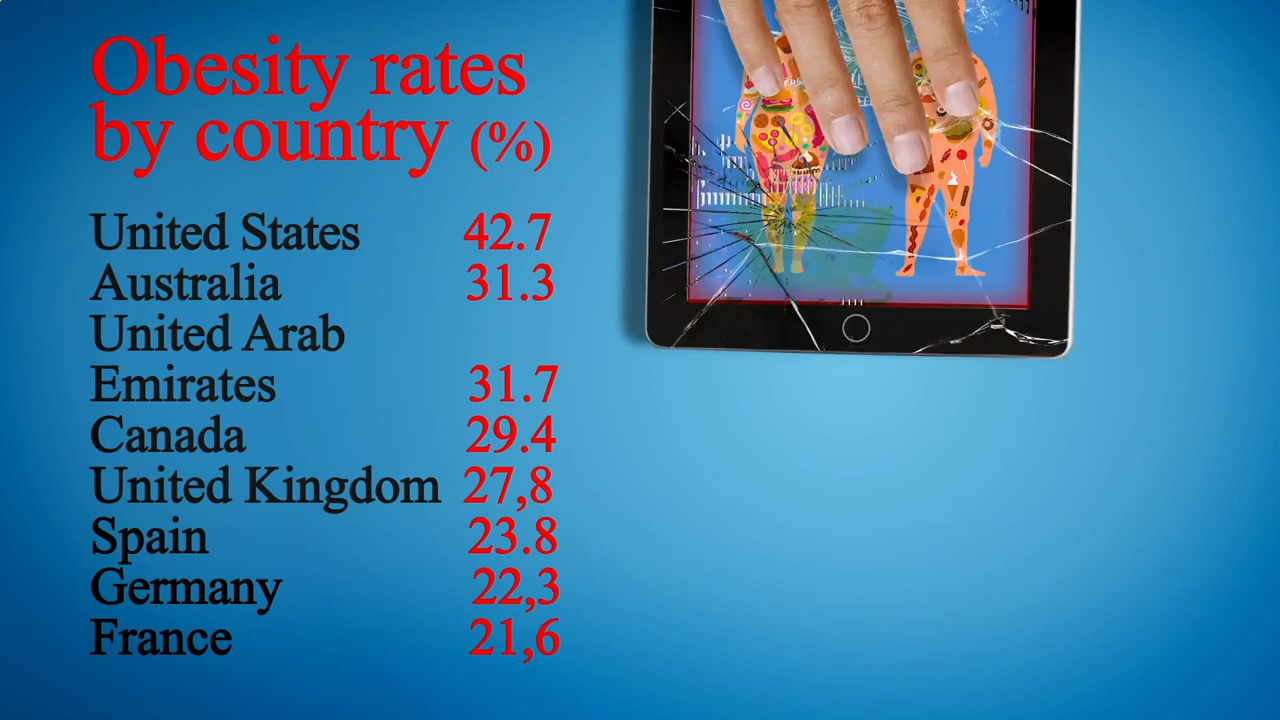 Obesity rates
by country (%)
United States 42.7
Australia 31.3
United Arab
Emirates 31.7
Canada 29.4
United Kingdom 27,8
Spain 23.8
Germany 22,3
France 21,6